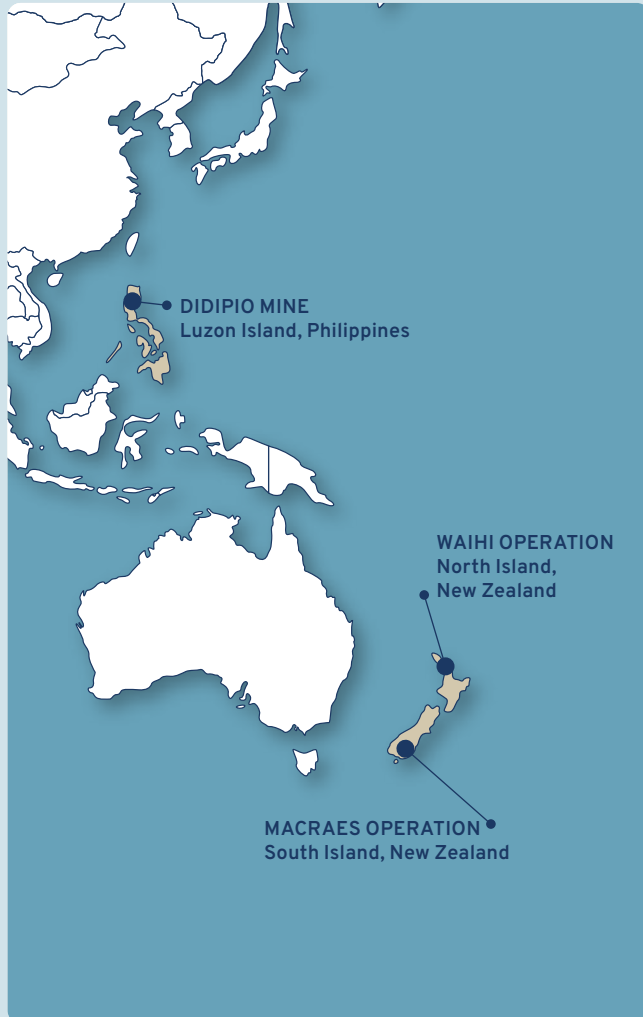 DIDIPIO MINE
Luzon Island, Philippines
WAIHI OPERATION
North Island,
New Zealand
MACRAES OPERATION
South Island, New Zealand